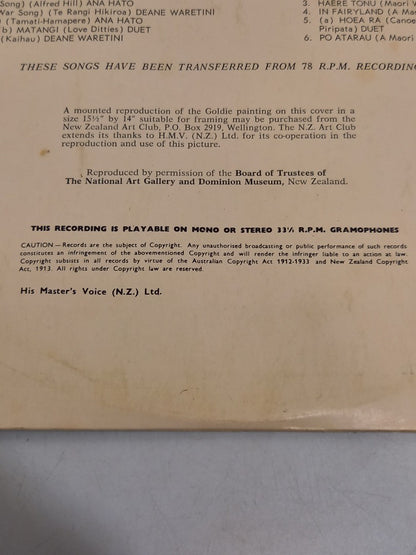 Song) (Alfred Hill) ANA HATO
War Song) (Te Rangi Hikiroa) DEANE WARETINI
) (Tamati-Hamapere) ANA HATO
b) MATANGI (Love Ditties) DUET
(Kaihau) DEANE WARETINI
3. HAERE TONU (Maori W
4. IN FAIRYLAND (A Mao
5. (a) HOEA RA (Canoe
Piripata) DUET
6. PO ATARAU (A Maori
THESE SONGS HAVE BEEN TRANSFERRED FROM 78 R.P.M. RECORDING
A mounted reproduction of the Goldie painting on this cover in a
size 15½" by 14" suitable for framing may be purchased from the
New Zealand Art Club, P.O. Box 2919, Wellington. The N.Z. Art Club
extends its thanks to H.M.V. (N.Z.) Ltd. for its co-operation in the
reproduction and use of this picture.
Reproduced by permission of the Board of Trustees of
The National Art Gallery and Dominion Museum, New Zealand.
THIS RECORDING IS PLAYABLE ON MONO OR STEREO 33⅓ R.P.M. GRAMOPHONES
CAUTION — Records are the subject of Copyright. Any unauthorised broadcasting or public performance of such records
constitutes an infringement of the abovementioned Copyright and will render the infringer liable to an action at law.
Copyright subsists in all records by virtue of the Australian Copyright Act 1912-1933 and New Zealand Copyright
Act, 1913. All rights under Copyright law are reserved.
His Master's Voice (N.Z.) Ltd.